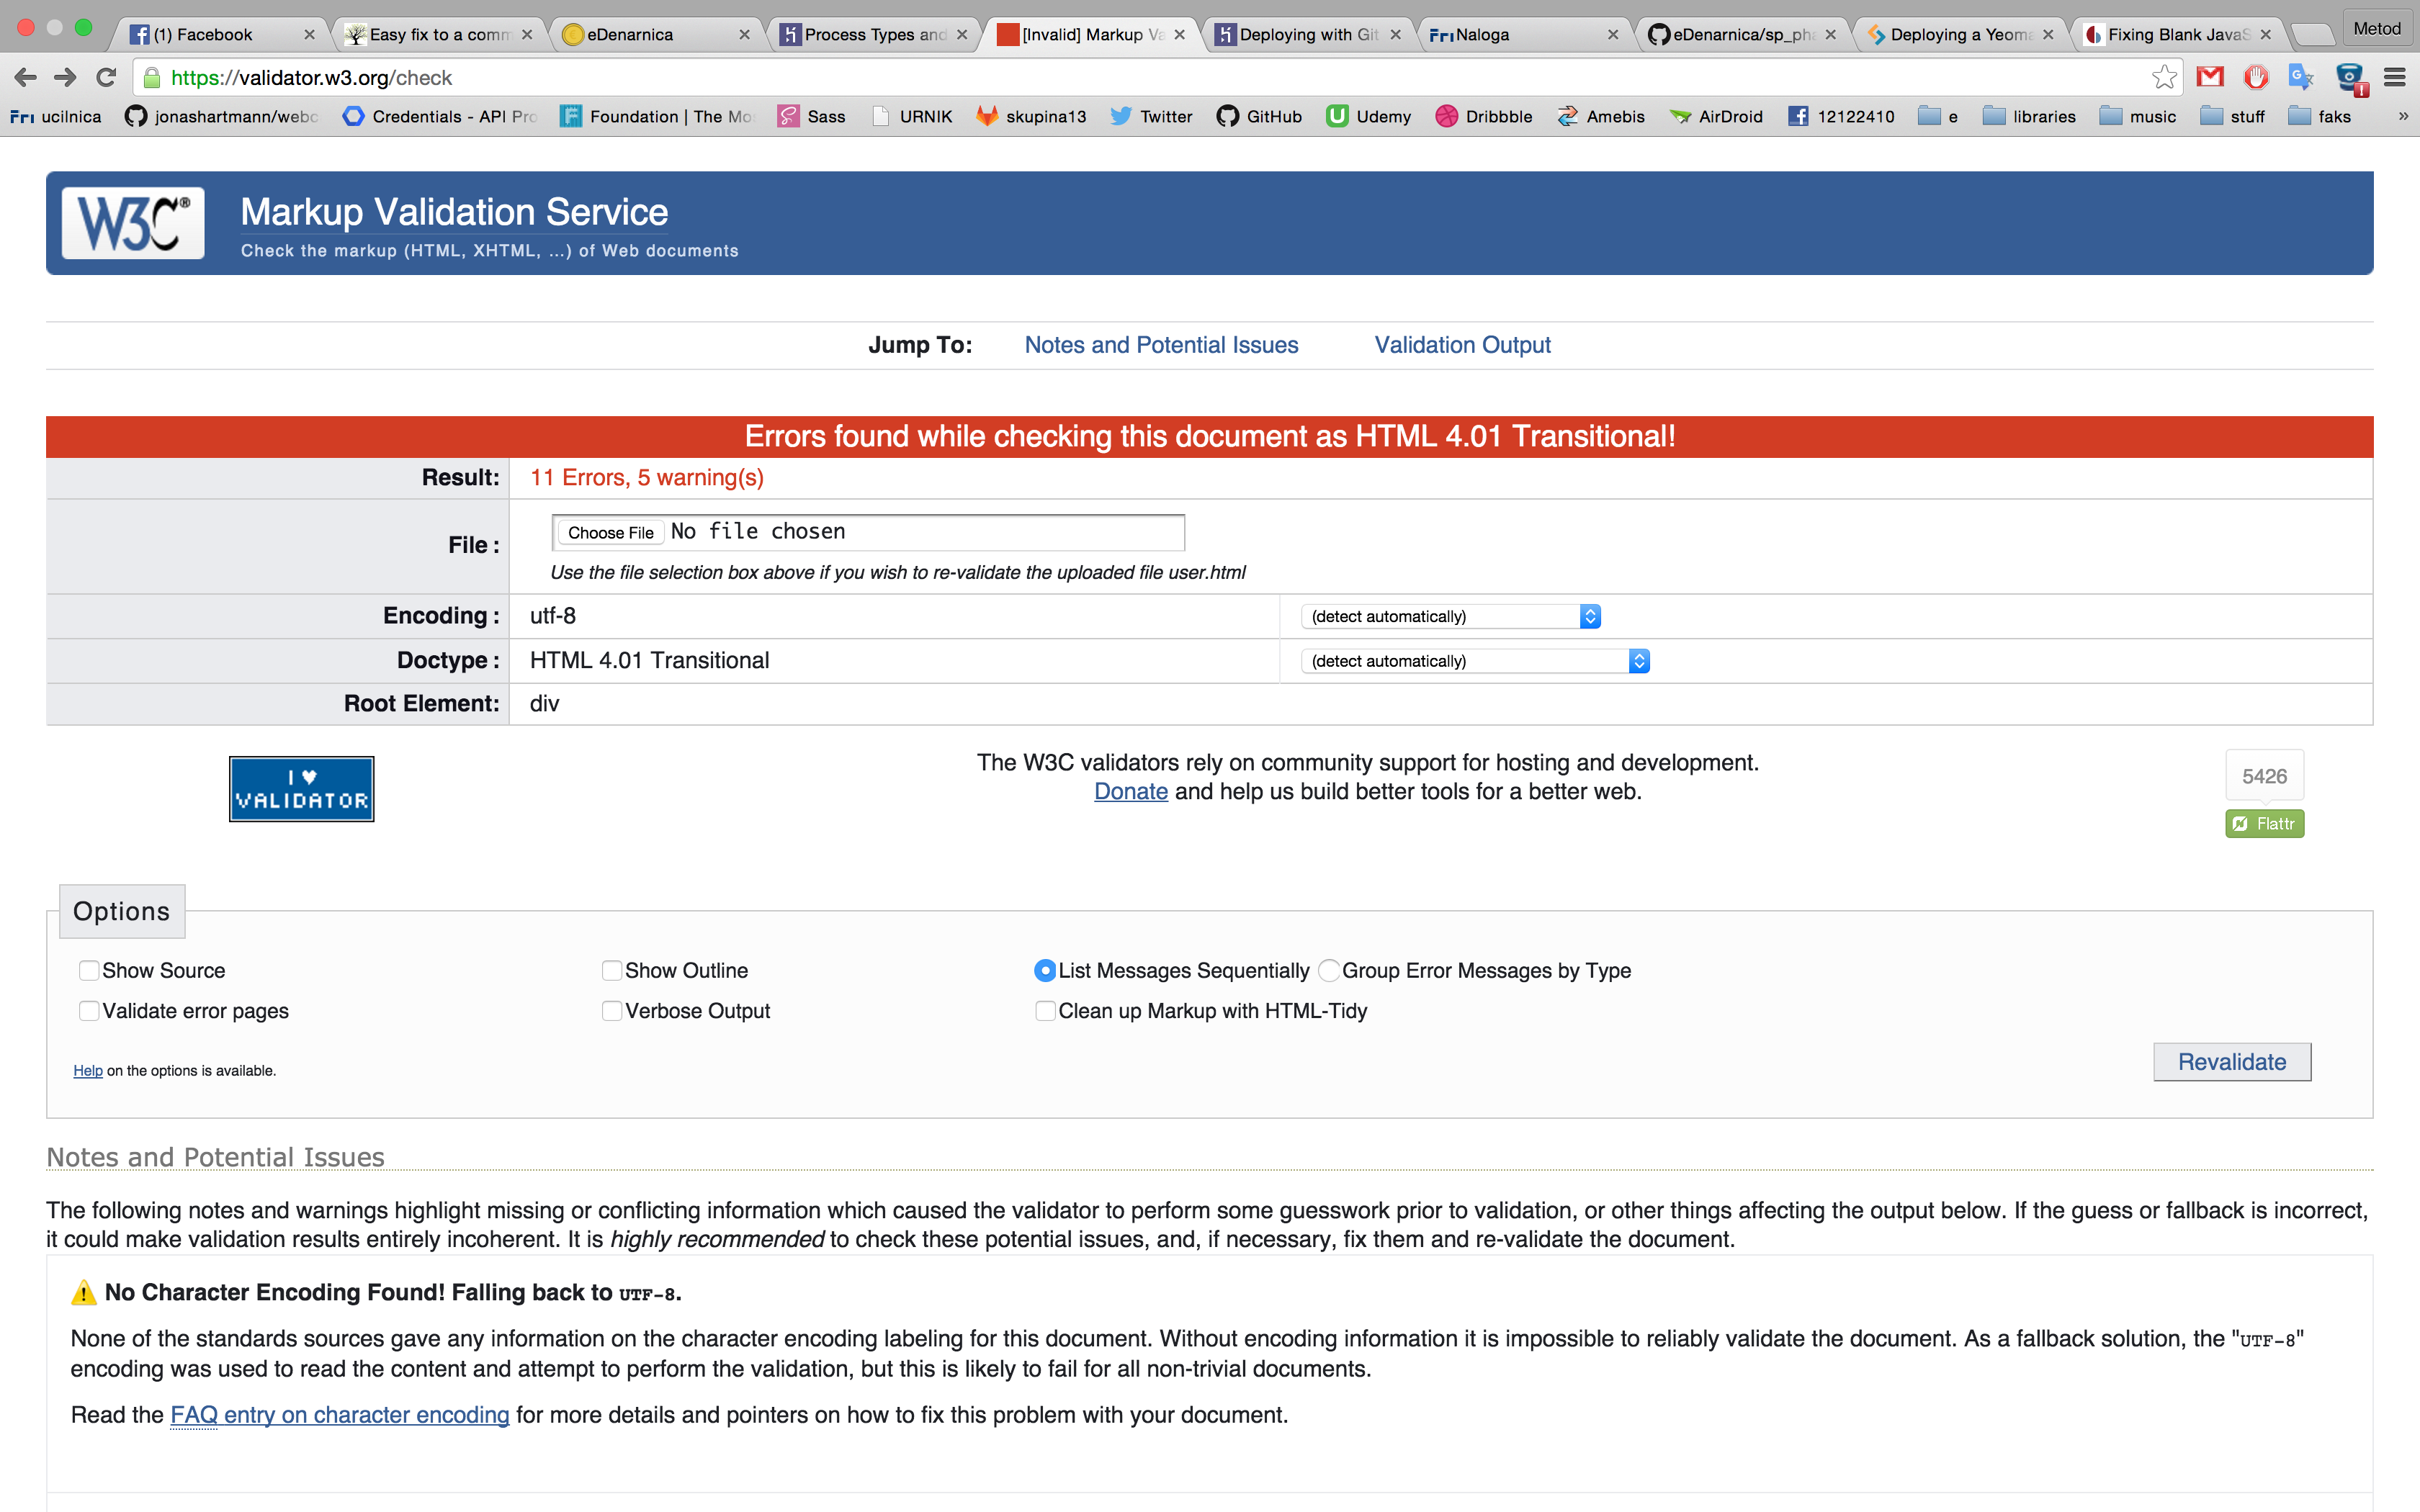 (1) Facebook
Easy fix to a comm
eDenarnica
Process Types and
[Invalid] Markup Va
Deploying with Git
Fri Naloga
eDenarnica/sp_pha
Deploying a Yeoma
Fixing Blank JavaS
Metod
https://validator.w3.org/check
Fri ucilnica
jonashartmann/webc
Credentials - API Pro
Foundation | The Mo
Sass
URNIK
skupina13
Twitter
GitHub
Udemy
Dribbble
Amebis
AirDroid
12122410
e
libraries
music
stuff
faks
»
W3C®
Markup Validation Service
Check the markup (HTML, XHTML, ...) of Web documents
Jump To: Notes and Potential Issues Validation Output
Errors found while checking this document as HTML 4.01 Transitional!
Result: 11 Errors, 5 warning(s)
File : Choose File No file chosen
Use the file selection box above if you wish to re-validate the uploaded file user.html
Encoding : utf-8 (detect automatically)
Doctype : HTML 4.01 Transitional (detect automatically)
Root Element: div
I ♥
VALIDATOR
The W3C validators rely on community support for hosting and development.
Donate and help us build better tools for a better web.
5426
Flattr
Options
Show Source Show Outline List Messages Sequentially Group Error Messages by Type
Validate error pages Verbose Output Clean up Markup with HTML-Tidy
Help on the options is available.
Revalidate
Notes and Potential Issues
The following notes and warnings highlight missing or conflicting information which caused the validator to perform some guesswork prior to validation, or other things affecting the output below. If the guess or fallback is incorrect,
it could make validation results entirely incoherent. It is highly recommended to check these potential issues, and, if necessary, fix them and re-validate the document.
No Character Encoding Found! Falling back to UTF-8.
None of the standards sources gave any information on the character encoding labeling for this document. Without encoding information it is impossible to reliably validate the document. As a fallback solution, the "UTF-8"
encoding was used to read the content and attempt to perform the validation, but this is likely to fail for all non-trivial documents.
Read the FAQ entry on character encoding for more details and pointers on how to fix this problem with your document.